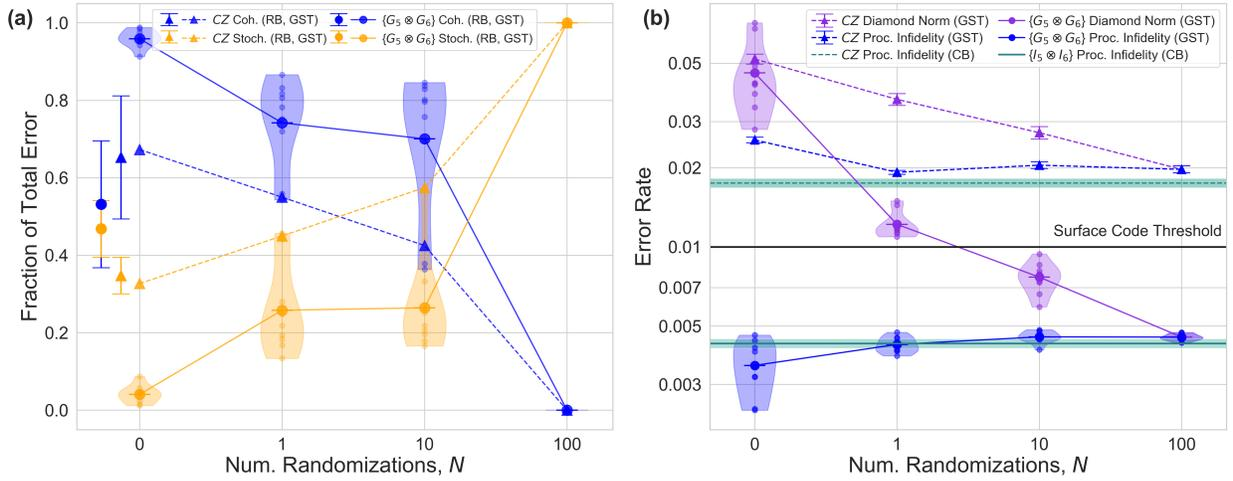 (a)
CZ Coh. (RB, GST)
CZ Stoch. (RB, GST)
{G5 ⊗ G6} Coh. (RB, GST)
{G5 ⊗ G6} Stoch. (RB, GST)
Fraction of Total Error
1.0
0.8
0.6
0.4
0.2
0.0
0
1
10
100
Num. Randomizations, N
(b)
CZ Diamond Norm (GST)
CZ Proc. Infidelity (GST)
CZ Proc. Infidelity (CB)
{G5 ⊗ G6} Diamond Norm (GST)
{G5 ⊗ G6} Proc. Infidelity (GST)
{I5 ⊗ I6} Proc. Infidelity (CB)
Error Rate
0.05
0.03
0.02
0.01
0.007
0.005
0.003
Surface Code Threshold
0
1
10
100
Num. Randomizations, N